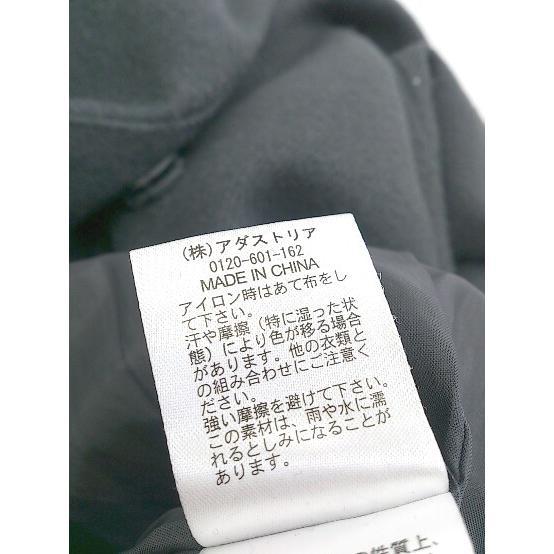 (株)アダストリア
0120-601-162
MADE IN CHINA
アイロン時はあて布をし
て下さい。
汗や摩擦(特に湿った状
態)により色が移る場合
があります。他の衣類と
の組み合わせにご注意く
ださい。
強い摩擦を避けて下さい。
この素材は、雨や水に濡
れるとしみになることが
あります。
の性質上、